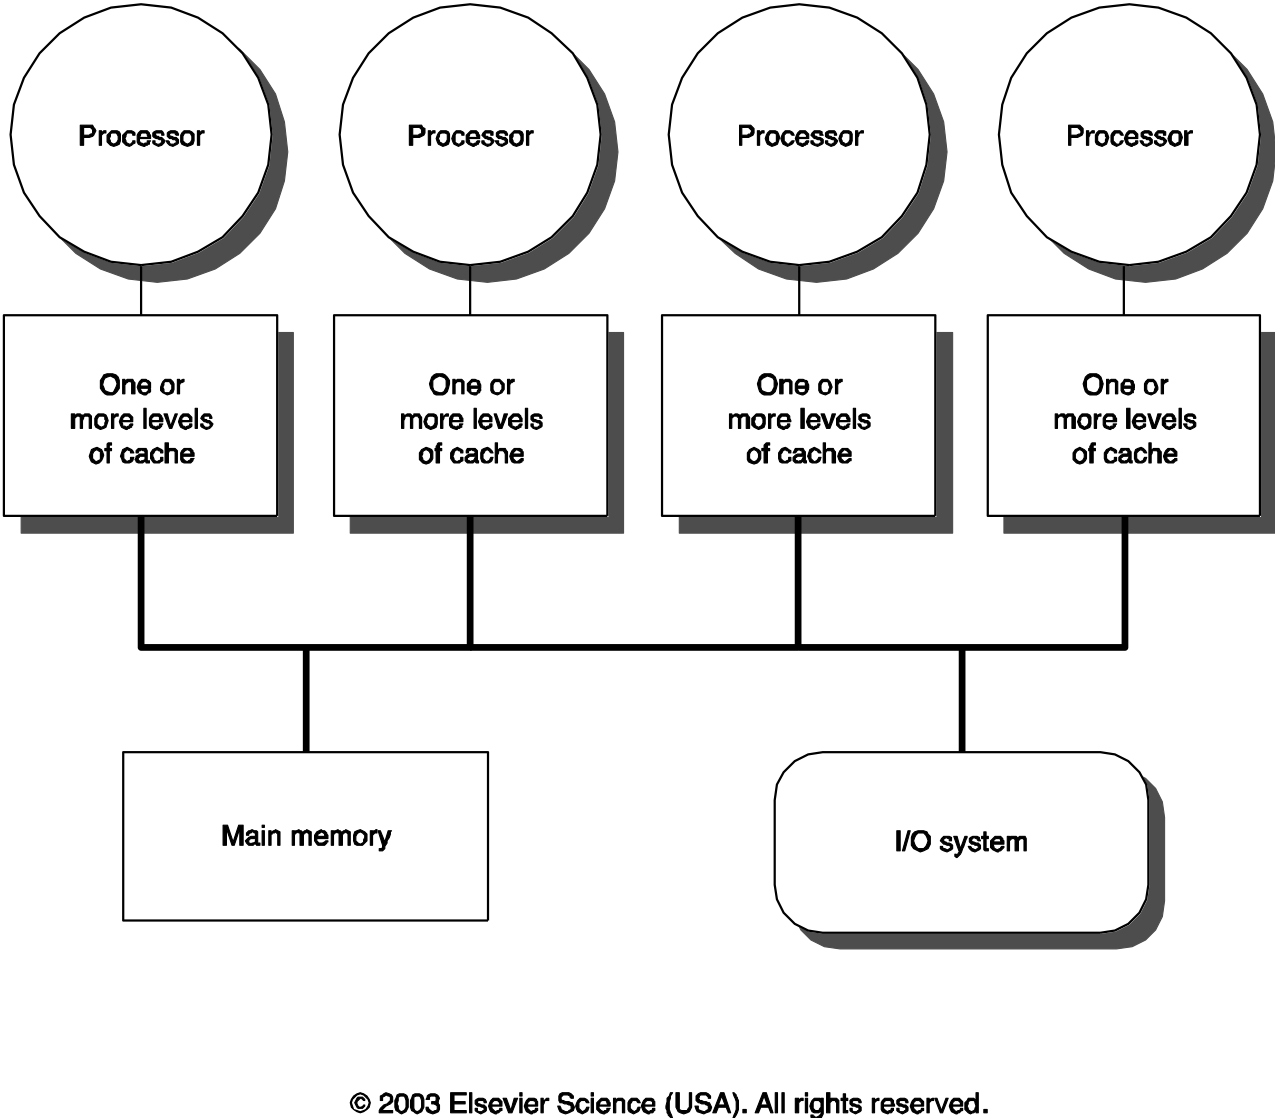 Processor
Processor
Processor
Processor
One or
more levels
of cache
One or
more levels
of cache
One or
more levels
of cache
One or
more levels
of cache
Main memory
I/O system
© 2003 Elsevier Science (USA). All rights reserved.